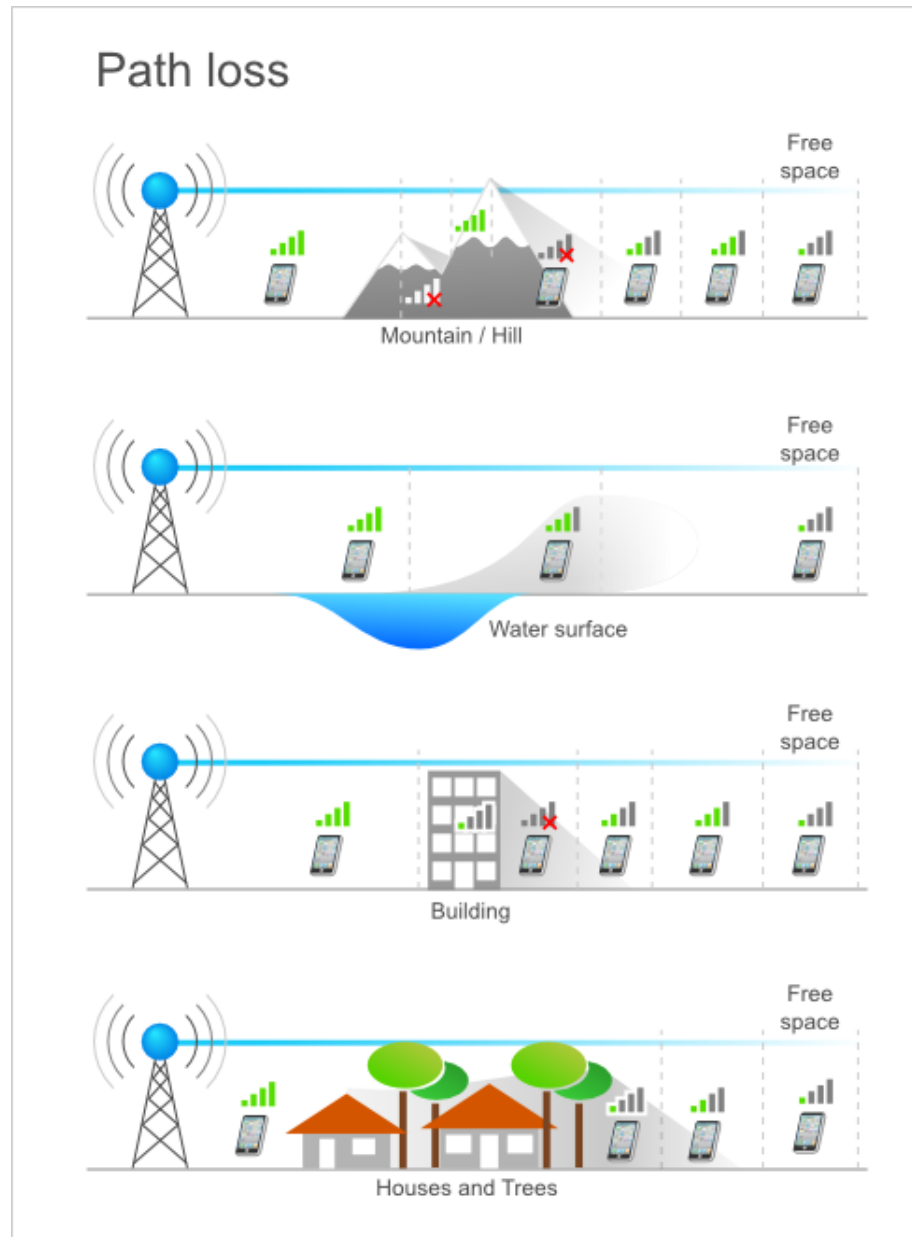 Path loss
Free
space
Mountain / Hill
Free
space
Water surface
Free
space
Building
Free
space
Houses and Trees